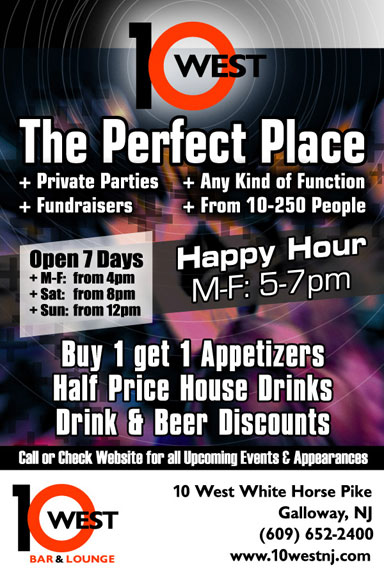 10 WEST
The Perfect Place
+ Private Parties + Any Kind of Function
+ Fundraisers + From 10-250 People
Open 7 Days
+ M-F: from 4pm
+ Sat: from 8pm
+ Sun: from 12pm
Happy Hour
M-F: 5-7pm
Buy 1 get 1 Appetizers
Half Price House Drinks
Drink & Beer Discounts
Call or Check Website for all Upcoming Events & Appearances
10 WEST
BAR & LOUNGE
10 West White Horse Pike
Galloway, NJ
(609) 652-2400
www.10westnj.com